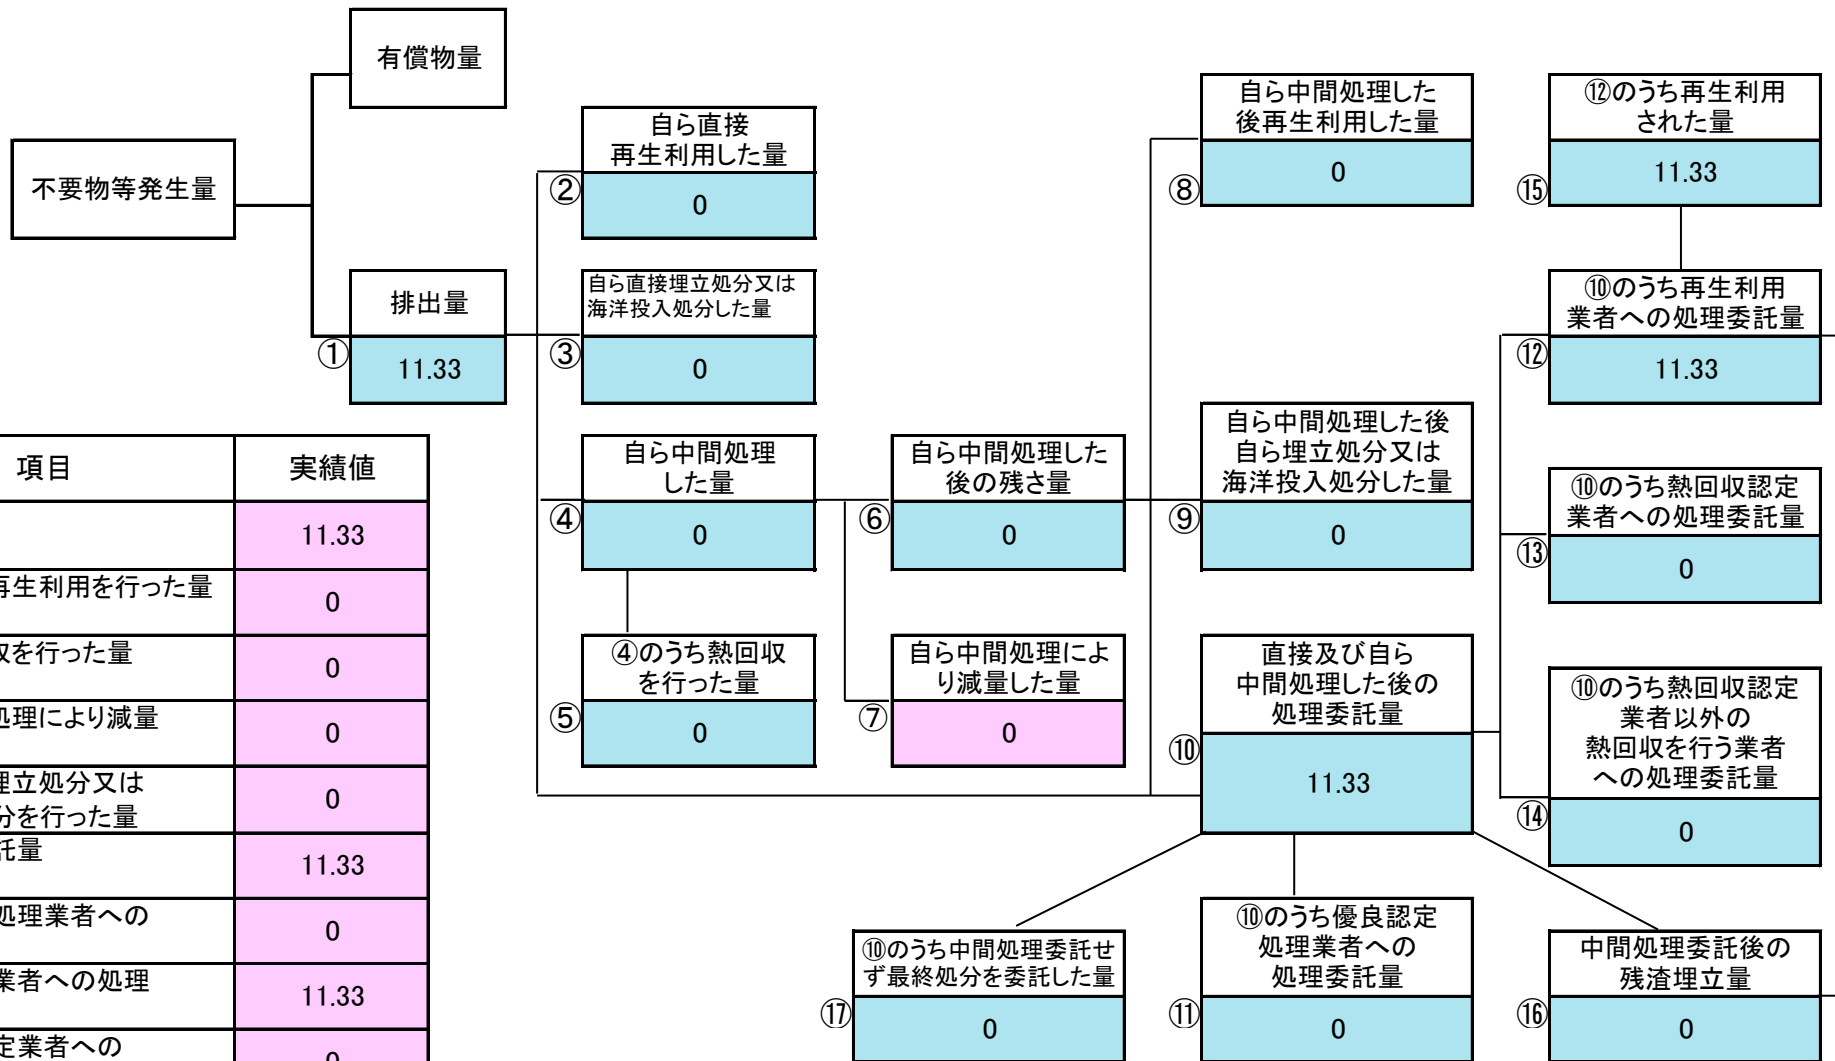 有償物量
不要物等発生量
排出量
①
11.33
自ら直接
再生利用した量
②
0
自ら直接埋立処分又は
海洋投入処分した量
③
0
自ら中間処理
した量
④
0
④のうち熱回収
を行った量
⑤
0
自ら中間処理した
後の残さ量
⑥
0
自ら中間処理によ
り減量した量
⑦
0
自ら中間処理した
後再生利用した量
⑧
0
自ら中間処理した後
自ら埋立処分又は
海洋投入処分した量
⑨
0
直接及び自ら
中間処理した後の
処理委託量
⑩
11.33
⑫のうち再生利用
された量
⑮
11.33
⑩のうち再生利用
業者への処理委託量
⑫
11.33
⑩のうち熱回収認定
業者への処理委託量
⑬
0
⑩のうち熱回収認定
業者以外の
熱回収を行う業者
への処理委託量
⑭
0
⑩のうち中間処理委託せ
ず最終処分を委託した量
⑰
0
⑩のうち優良認定
処理業者への
処理委託量
⑪
0
中間処理委託後の
残渣埋立量
⑯
0
項目 実績値
11.33
再生利用を行った量
0
収を行った量
0
処理により減量
0
埋立処分又は
分を行った量
0
託量
11.33
処理業者への
0
業者への処理
11.33
定業者への
0